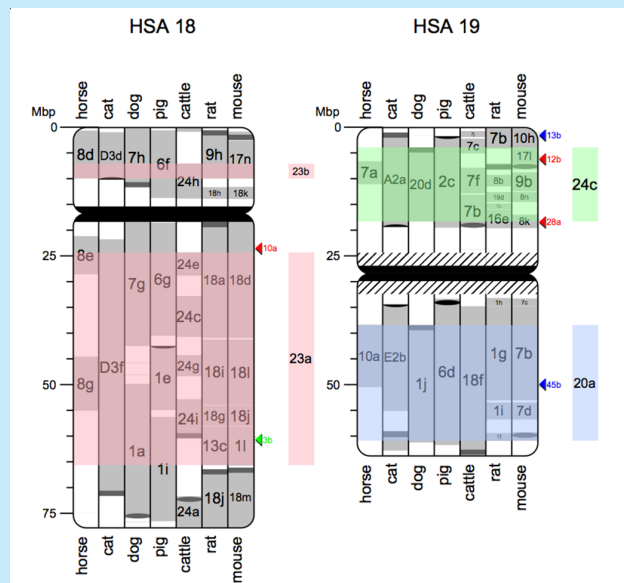 HSA 18
HSA 19
horse cat dog pig cattle rat mouse
horse cat dog pig cattle rat mouse
Mbp
Mbp
0
0
8d D3d 7h 6f 24h 9h 17n
18h 18k
23b
7a A2a 20d 2c 7c 7b 10h
17l
7f 8b 9b
19d 8n
7b 16e 8k
13b
12b
28a
24c
25
25
10a
8e 7g 6g 24e 18a 18d
24c
D3f 1e
8g 24g 18i 18l
24i 18g 18j
1a 1i 13c 1l
3b
24a 18j 18m
23a
1h 7c
10a E2b 1j 6d 18f 1g 7b
1i 7d
45b
20a
50
50
75
horse cat dog pig cattle rat mouse
horse cat dog pig cattle rat mouse